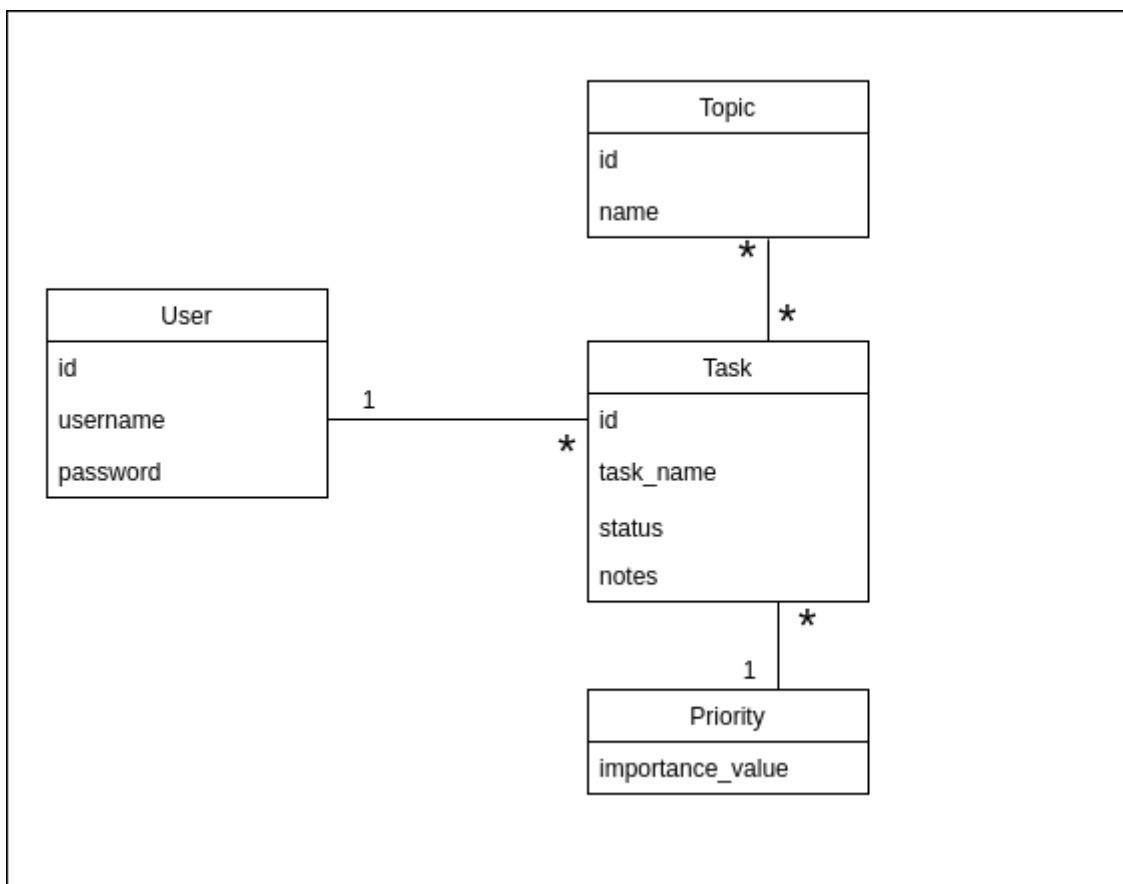 Topic
id
name
*
*
User
id
username
password
1
*
Task
id
task_name
status
notes
*
1
Priority
importance_value